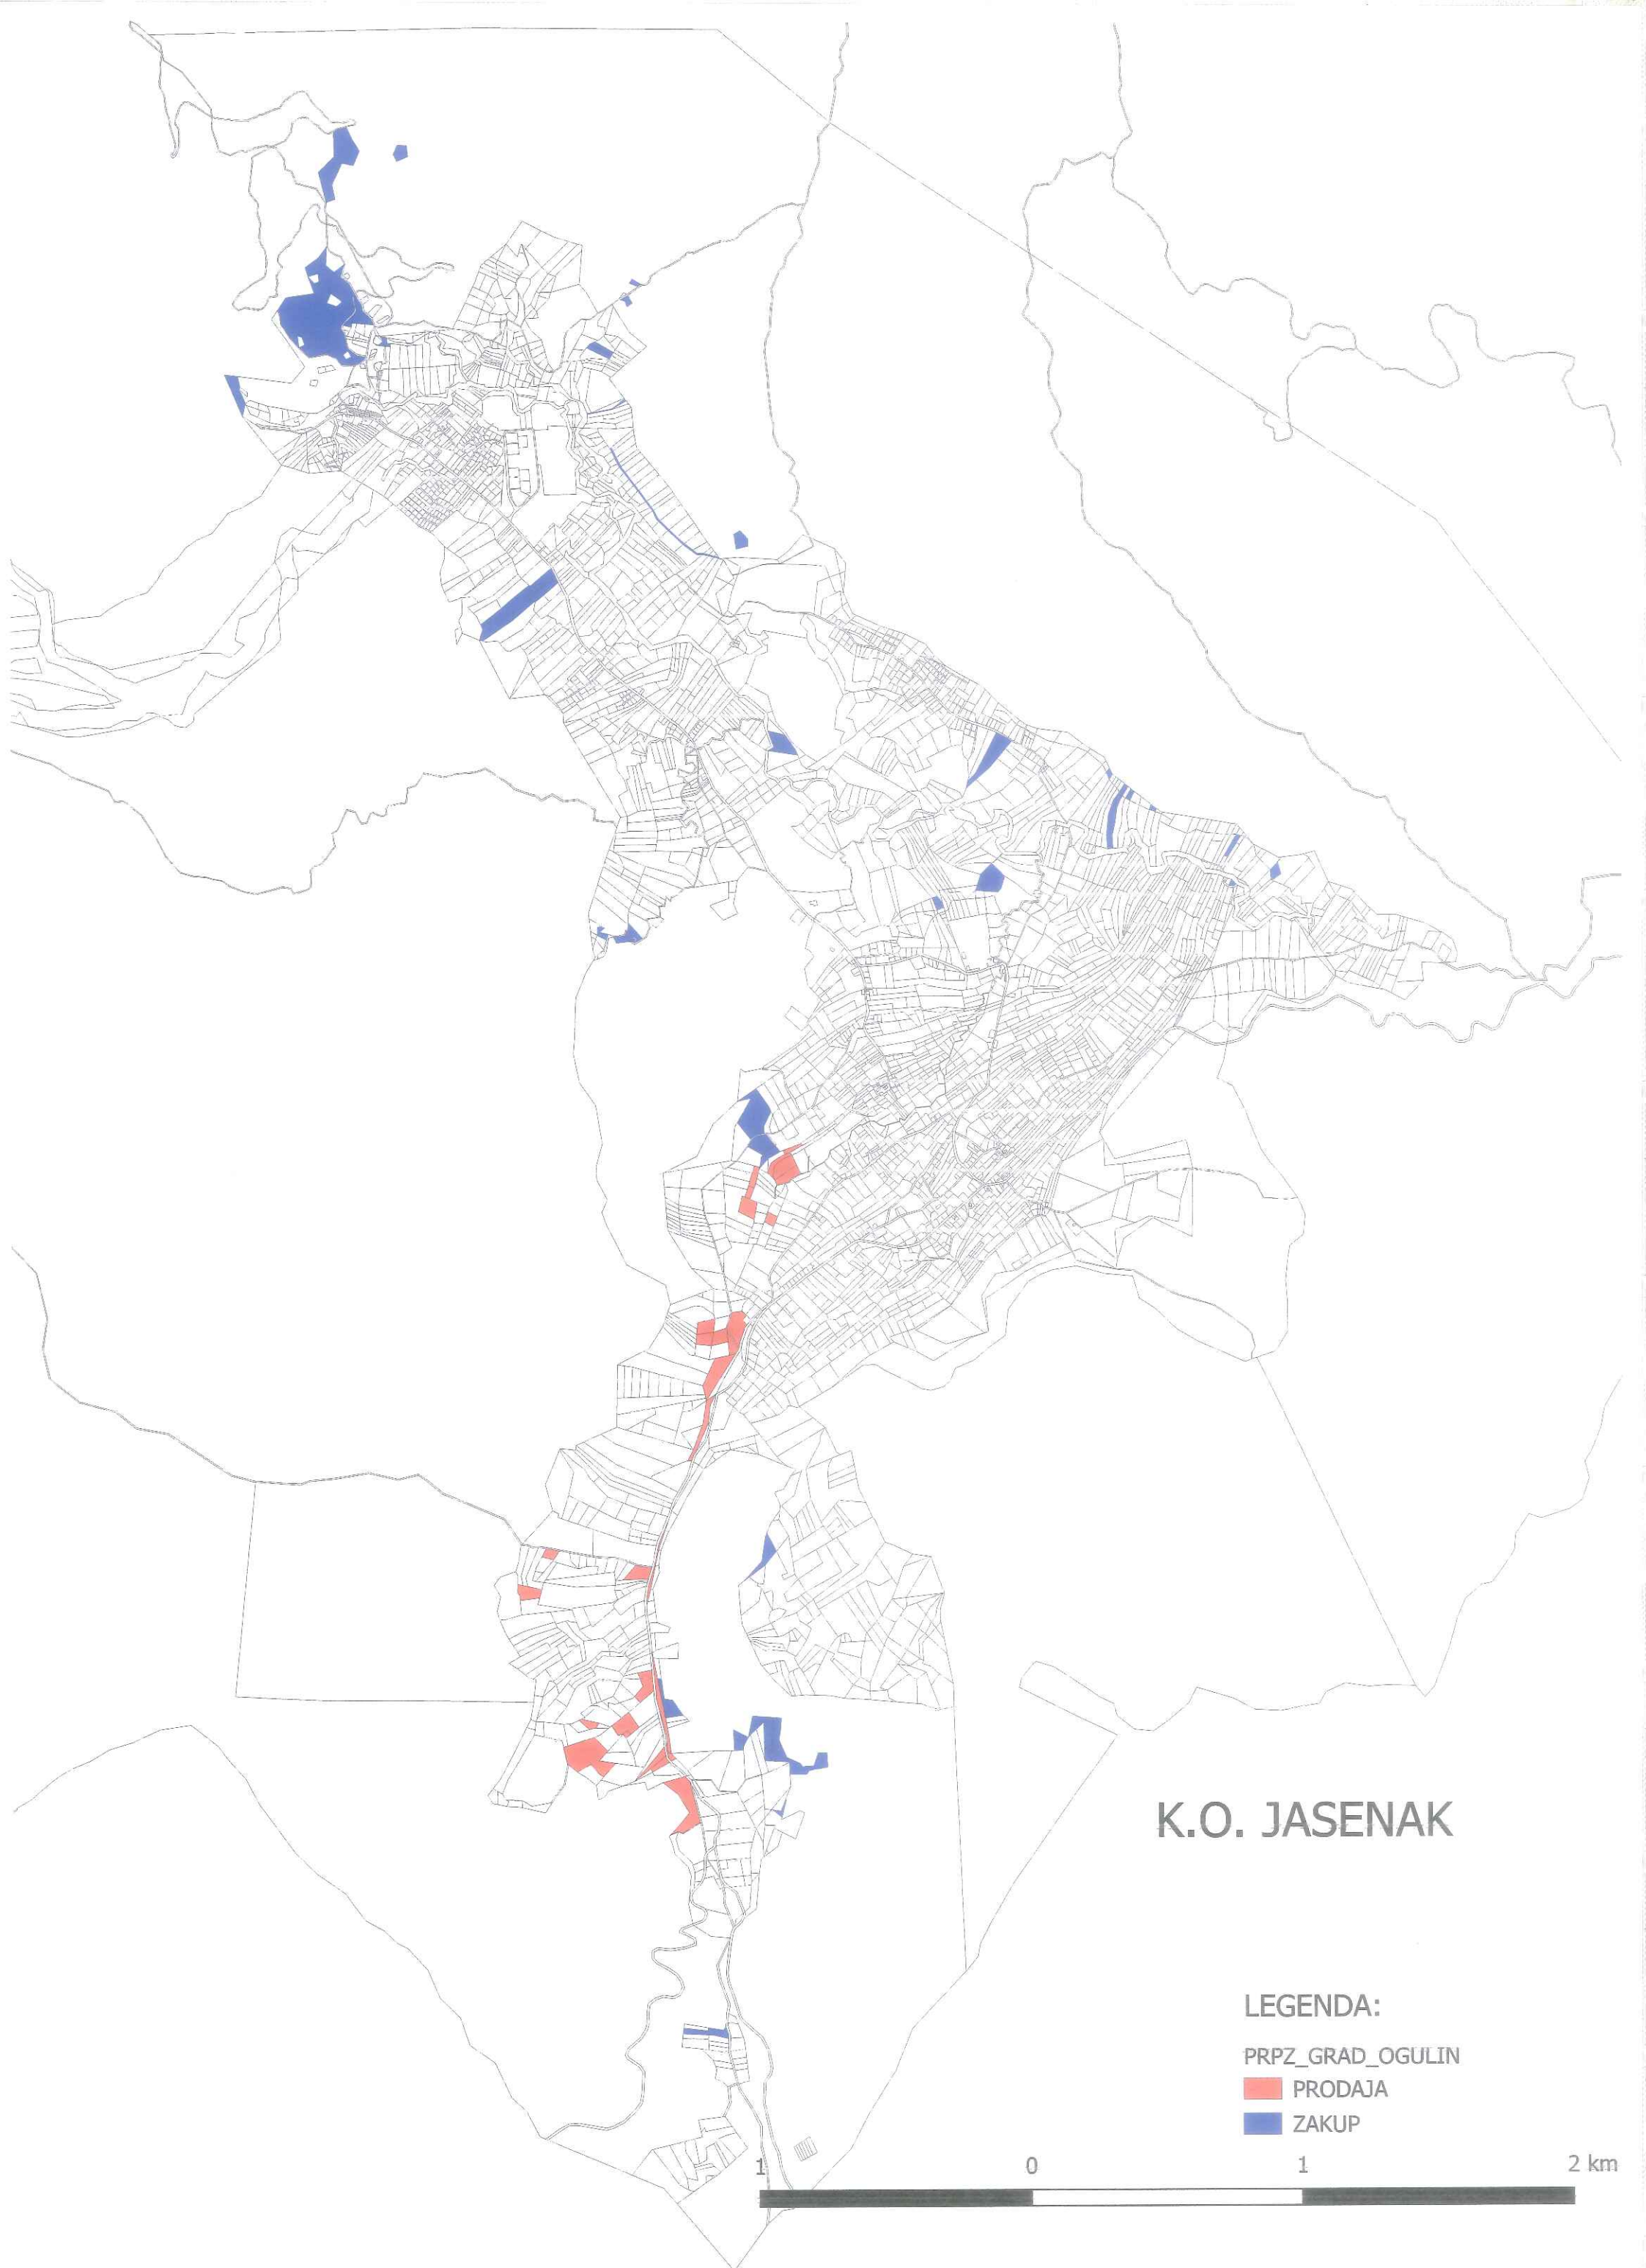 K.O. JASENAK
LEGENDA:
PRPZ_GRAD_OGULIN
PRODAJA
ZAKUP
1 0 1 2 km